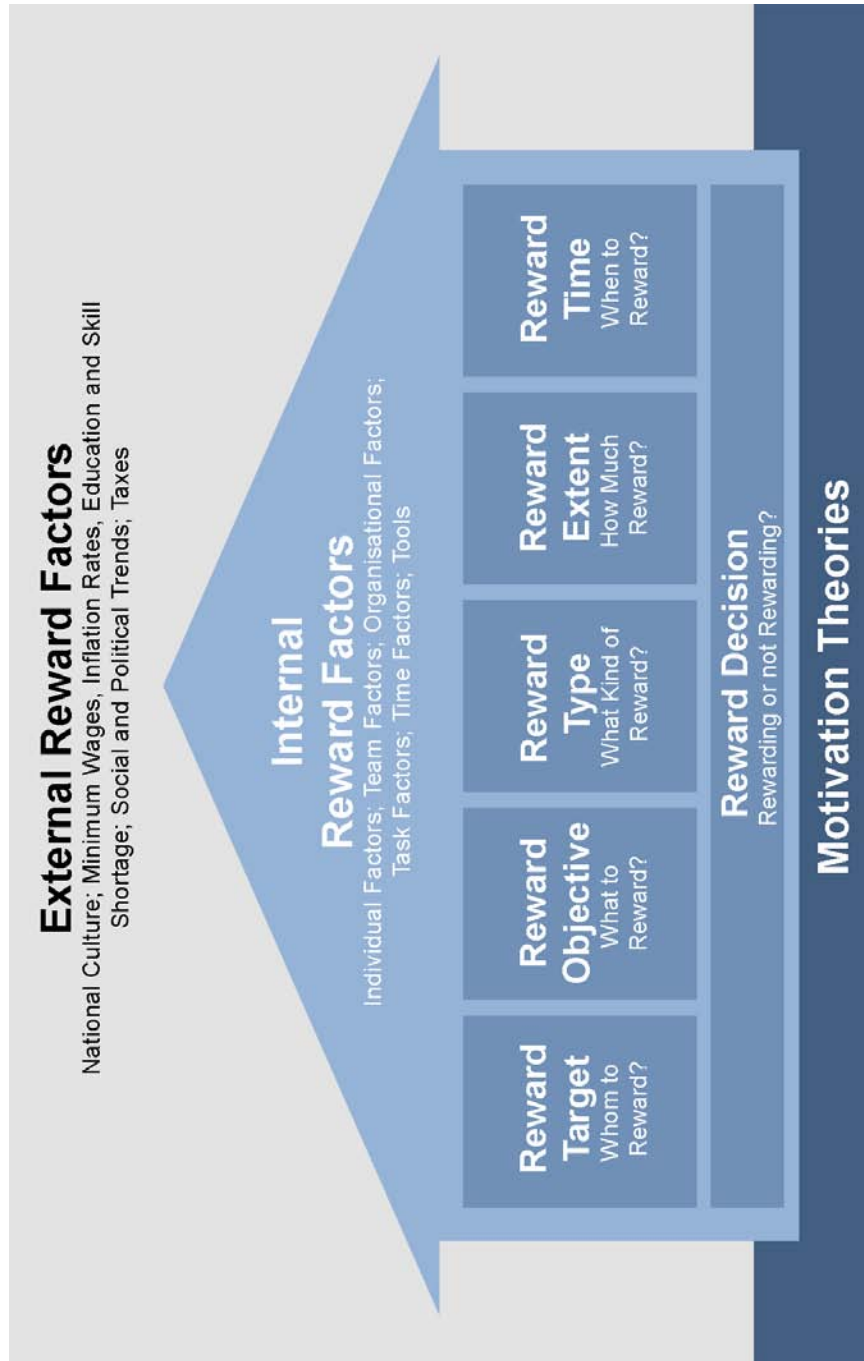 External Reward Factors
National Culture; Minimum Wages, Inflation Rates, Education and Skill
Shortage; Social and Political Trends; Taxes
Internal
Reward Factors
Individual Factors; Team Factors, Organisational Factors;
Task Factors; Time Factors; Tools
Reward
Target
Whom to
Reward?
Reward
Objective
What to
Reward?
Reward
Type
What Kind of
Reward?
Reward
Extent
How Much
Reward?
Reward
Time
When to
Reward?
Reward Decision
Rewarding or not Rewarding?
Motivation Theories